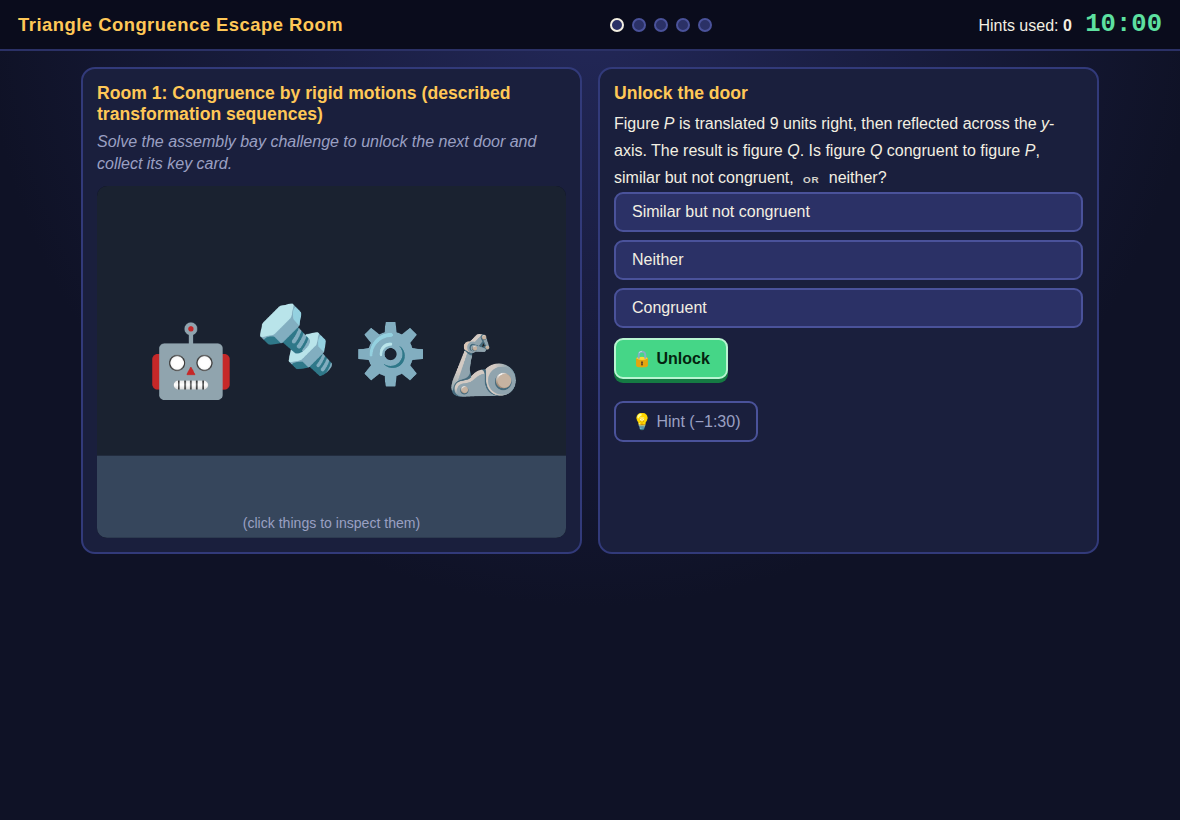 Triangle Congruence Escape Room
Hints used: 0 10:00
Room 1: Congruence by rigid motions (described
transformation sequences)
Solve the assembly bay challenge to unlock the next door and
collect its key card.
(click things to inspect them)
Unlock the door
Figure P is translated 9 units right, then reflected across the y-
axis. The result is figure Q. Is figure Q congruent to figure P,
similar but not congruent, OR neither?
Similar but not congruent
Neither
Congruent
🔒 Unlock
💡 Hint (−1:30)